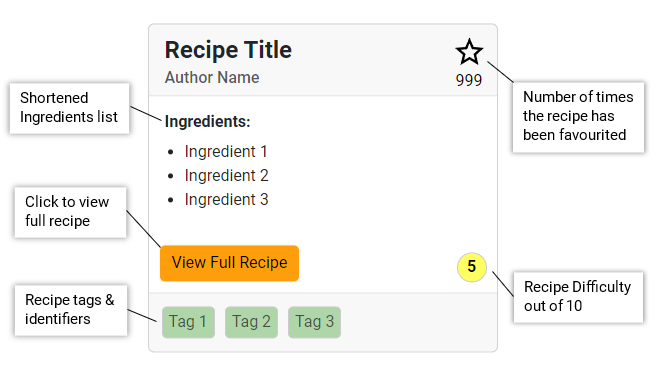 Recipe Title
Author Name
999
Shortened
Ingredients list
Number of times
the recipe has
been favourited
Ingredients:
Ingredient 1
Ingredient 2
Ingredient 3
Click to view
full recipe
View Full Recipe
5
Recipe Difficulty
out of 10
Recipe tags &
identifiers
Tag 1
Tag 2
Tag 3